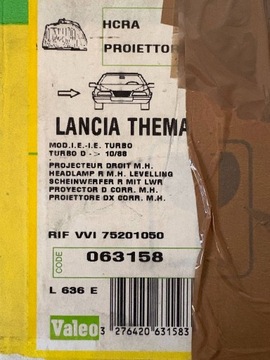 HCRA
PROIETTOR
LANCIA THEMA
MOD.I.E.-I.E. TURBO
TURBO D -> 10/88
PROJECTEUR DROIT M.H.
HEADLAMP R M.H. LEVELLING
SCHEINWERFER R MIT LWR
PROYECTOR D CORR. M.H.
PROIETTORE DX CORR. M.H.
RIF VVI 75201050
CODE
063158
L 636 E
Valeo
3 276420 631583